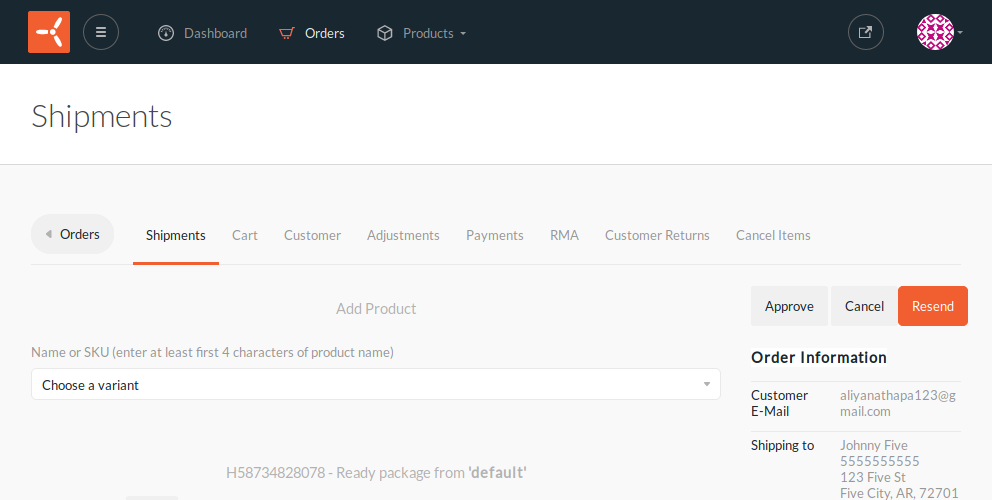 Dashboard
Orders
Products
Shipments
Orders
Shipments
Cart
Customer
Adjustments
Payments
RMA
Customer Returns
Cancel Items
Add Product
Approve
Cancel
Resend
Name or SKU (enter at least first 4 characters of product name)
Choose a variant
Order Information
Customer
E-Mail
aliyanathapa123@g
mail.com
Shipping to
Johnny Five
5555555555
123 Five St
Five City, AR, 72701
H58734828078 - Ready package from 'default'